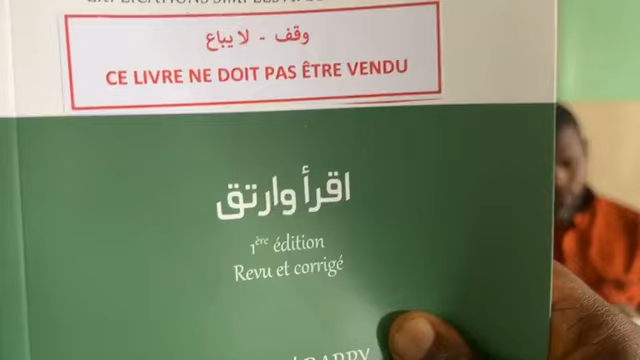 وقف - لا يباع
CE LIVRE NE DOIT PAS ÊTRE VENDU
اقرأ وارتق
1ère édition
Revu et corrigé